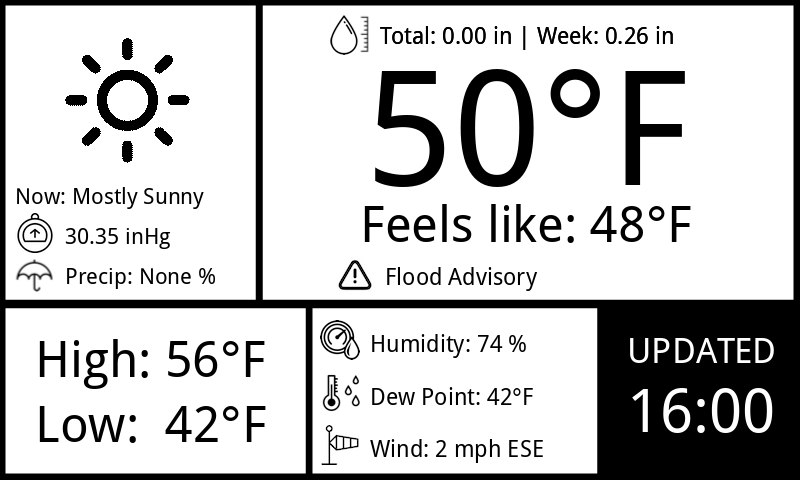 Now: Mostly Sunny
30.35 inHg
Precip: None %
Total: 0.00 in | Week: 0.26 in
50°F
Feels like: 48°F
Flood Advisory
High: 56°F
Low: 42°F
Humidity: 74 %
Dew Point: 42°F
Wind: 2 mph ESE
UPDATED
16:00